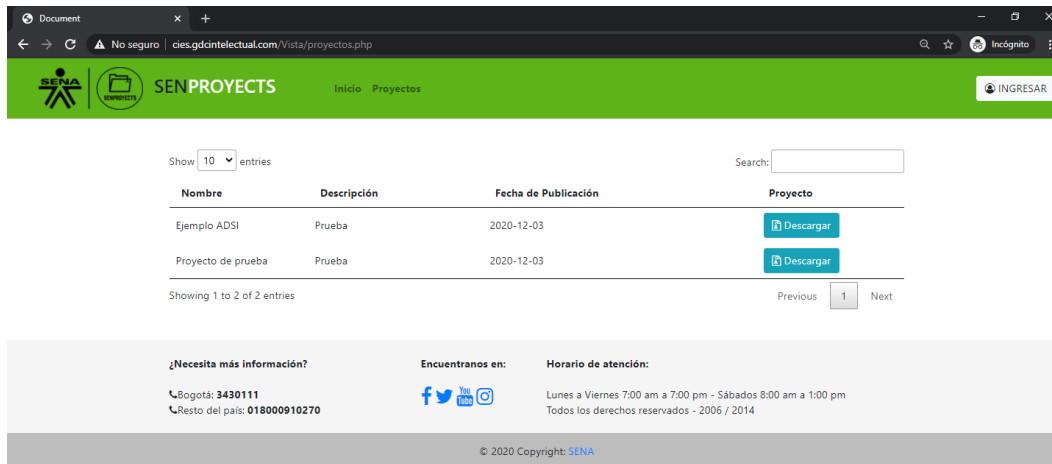 Document
No seguro | cies.gdcintelectual.com/Vista/proyectos.php
Incógnito
SENA
SENPROYECTS
SENPROYECTS
Inicio Proyectos
INGRESAR
Show 10 entries
Search:
Nombre Descripción Fecha de Publicación Proyecto
Ejemplo ADSI Prueba 2020-12-03 Descargar
Proyecto de prueba Prueba 2020-12-03 Descargar
Showing 1 to 2 of 2 entries
Previous 1 Next
¿Necesita más información?
Bogotá: 3430111
Resto del país: 018000910270
Encuentranos en:
You Tube
Horario de atención:
Lunes a Viernes 7:00 am a 7:00 pm - Sábados 8:00 am a 1:00 pm
Todos los derechos reservados - 2006 / 2014
© 2020 Copyright: SENA